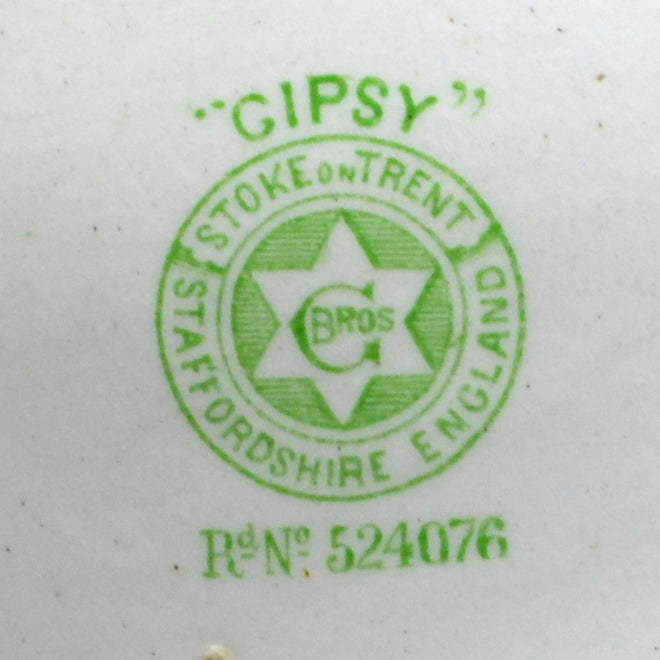 "GIPSY"
STOKE ON TRENT
STAFFORDSHIRE ENGLAND
G BROS
Rd No 524076